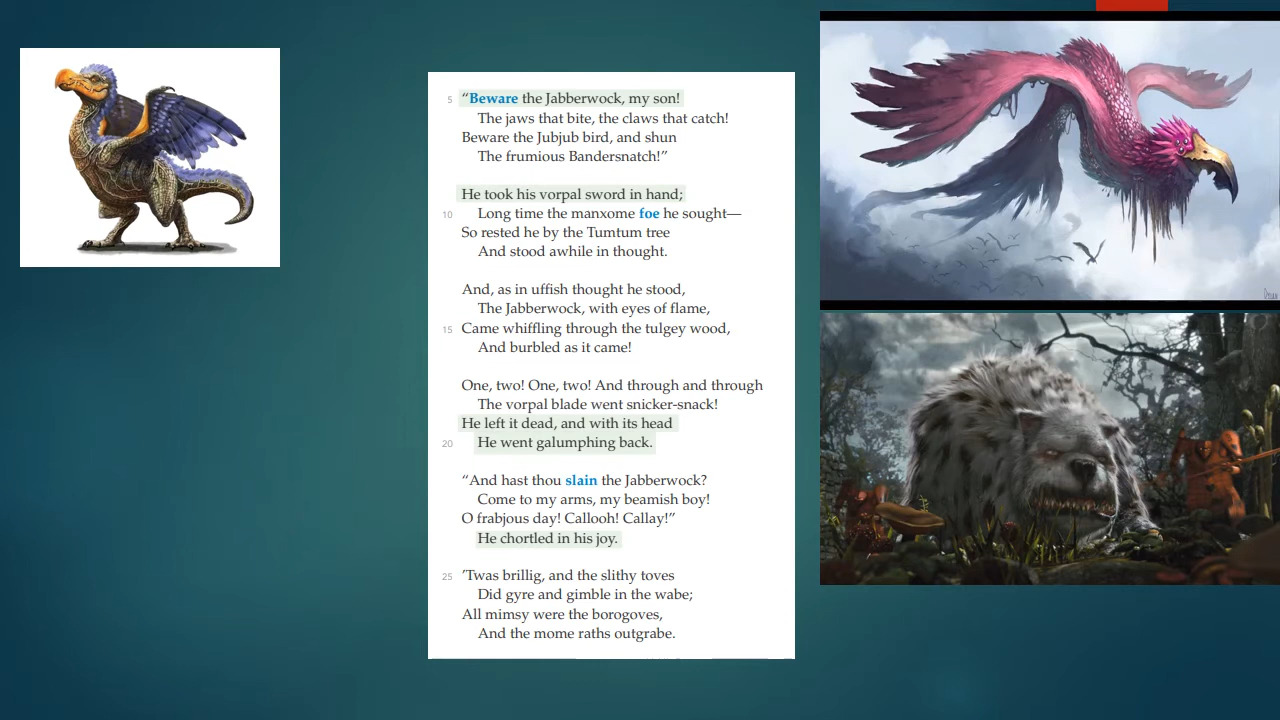 5 “Beware the Jabberwock, my son!
The jaws that bite, the claws that catch!
Beware the Jubjub bird, and shun
The frumious Bandersnatch!”
He took his vorpal sword in hand;
10 Long time the manxome foe he sought—
So rested he by the Tumtum tree
And stood awhile in thought.
And, as in uffish thought he stood,
The Jabberwock, with eyes of flame,
15 Came whiffling through the tulgey wood,
And burbled as it came!
One, two! One, two! And through and through
The vorpal blade went snicker-snack!
He left it dead, and with its head
20 He went galumphing back.
“And hast thou slain the Jabberwock?
Come to my arms, my beamish boy!
O frabjous day! Callooh! Callay!”
He chortled in his joy.
25 ’Twas brillig, and the slithy toves
Did gyre and gimble in the wabe;
All mimsy were the borogoves,
And the mome raths outgrabe.